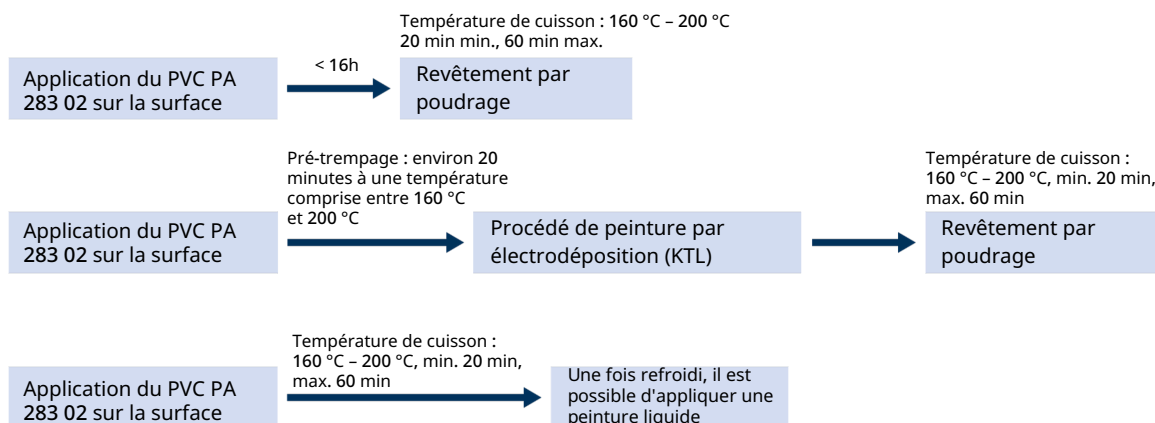 Température de cuisson : 160 °C – 200 °C
20 min min., 60 min max.
Application du PVC PA
283 02 sur la surface
< 16h
Revêtement par
poudrage
Pré-trempage : environ 20
minutes à une température
comprise entre 160 °C
et 200 °C
Température de cuisson :
160 °C – 200 °C, min. 20 min,
max. 60 min
Application du PVC PA
283 02 sur la surface
Procédé de peinture par
électrodéposition (KTL)
Revêtement par
poudrage
Température de cuisson :
160 °C – 200 °C, min. 20 min,
max. 60 min
Application du PVC PA
283 02 sur la surface
Une fois refroidi, il est
possible d'appliquer une
peinture liquide